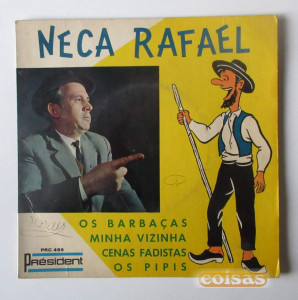 NECA RAFAEL
OS BARBAÇAS
MINHA VIZINHA
CENAS FADISTAS
OS PIPIS
PRC 486
Président
coisas